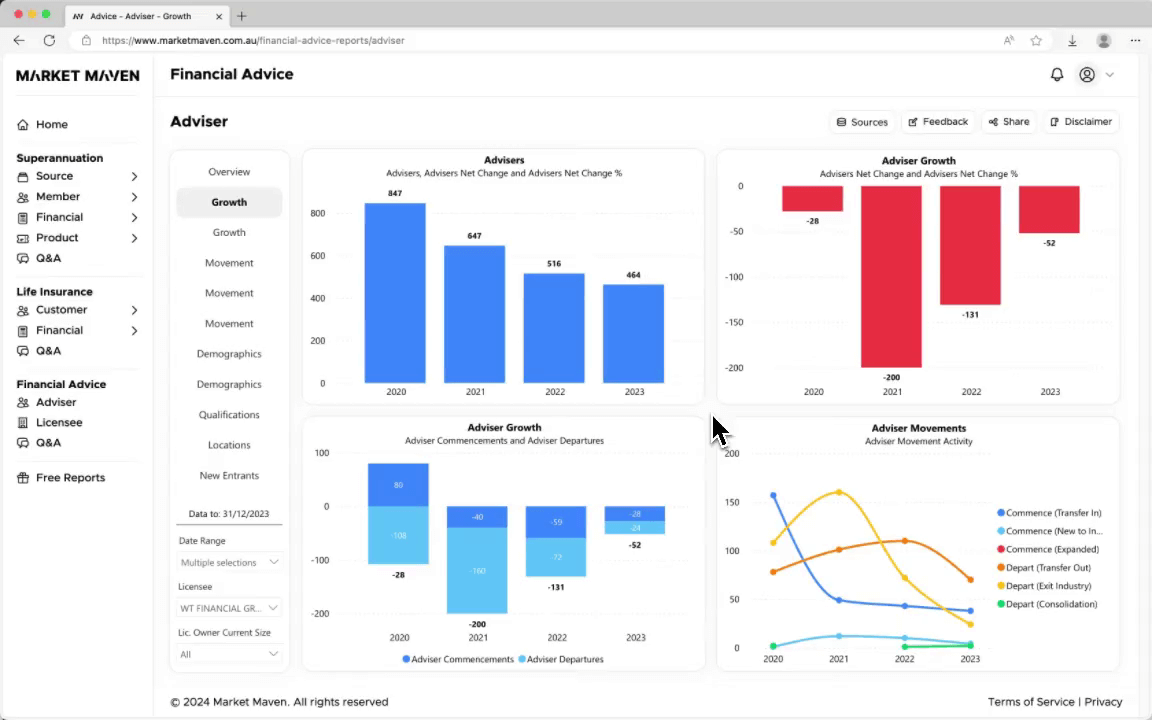 Advice - Adviser - Growth
https://www.marketmaven.com.au/financial-advice-reports/adviser
MARKET MAVEN
Financial Advice
Home
Superannuation
Source
Member
Financial
Product
Q&A
Life Insurance
Customer
Financial
Q&A
Financial Advice
Adviser
Licensee
Q&A
Free Reports
Adviser
Sources
Feedback
Share
Disclaimer
Overview
Growth
Growth
Movement
Movement
Movement
Demographics
Demographics
Qualifications
Locations
New Entrants
Data to: 31/12/2023
Date Range
Multiple selections
Licensee
WT FINANCIAL GR...
Lic. Owner Current Size
All
Advisers
Advisers, Advisers Net Change and Advisers Net Change %
847
800
647
600
516
464
400
200
0
2020 2021 2022 2023
Adviser Growth
Advisers Net Change and Advisers Net Change %
0
-28
-50
-52
-100
-131
-150
-200
-200
2020 2021 2022 2023
Adviser Growth
Adviser Commencements and Adviser Departures
100
80
0
-40 -59 -28
-108 -160 -72 -24
-52
-100
-28
-131
-200
-200
2020 2021 2022 2023
Adviser Commencements Adviser Departures
Adviser Movements
Adviser Movement Activity
200
150
100
50
0
2020 2021 2022 2023
Commence (Transfer In)
Commence (New to In...
Commence (Expanded)
Depart (Transfer Out)
Depart (Exit Industry)
Depart (Consolidation)
© 2024 Market Maven. All rights reserved
Terms of Service | Privacy